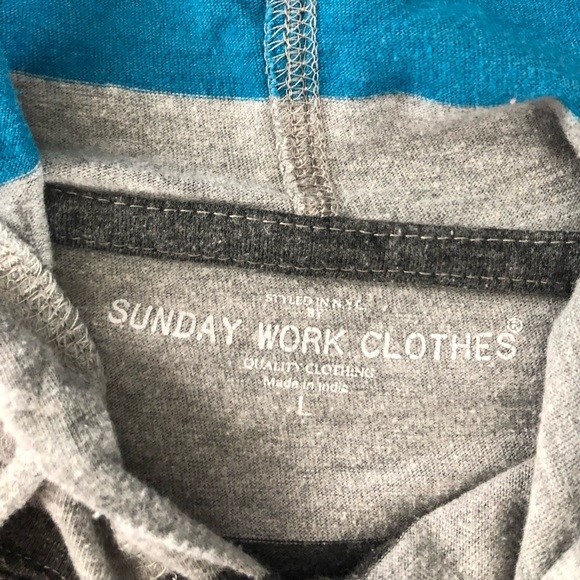 STYLED IN N.Y.C.
BY
SUNDAY WORK CLOTHES®
QUALITY CLOTHING
Made in India
L